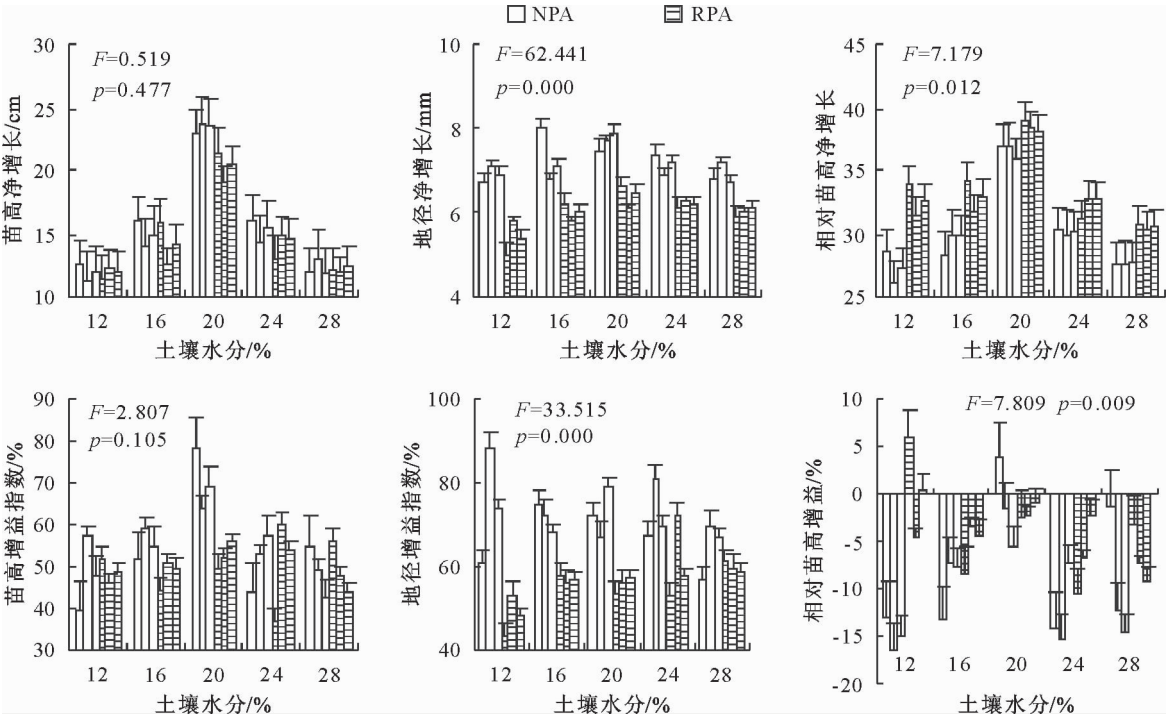 NPA RPA
苗高净增长/cm
30
25
20
15
10
F=0.519
p=0.477
12 16 20 24 28
土壤水分/%
地径净增长/mm
10
8
6
4
F=62.441
p=0.000
12 16 20 24 28
土壤水分/%
相对苗高净增长
45
40
35
30
25
F=7.179
p=0.012
12 16 20 24 28
土壤水分/%
苗高增益指数/%
90
80
70
60
50
40
30
F=2.807
p=0.105
12 16 20 24 28
土壤水分/%
地径增益指数/%
100
80
60
40
F=33.515
p=0.000
12 16 20 24 28
土壤水分/%
相对苗高增益/%
10
5
0
-5
-10
-15
-20
F=7.809 p=0.009
12 16 20 24 28
土壤水分/%